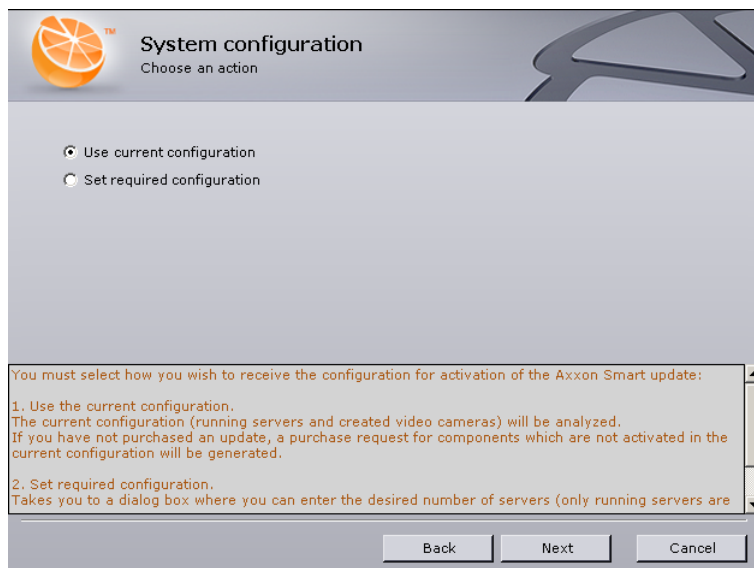 TM
System configuration
Choose an action
Use current configuration
Set required configuration
You must select how you wish to receive the configuration for activation of the Axxon Smart update:
1. Use the current configuration.
The current configuration (running servers and created video cameras) will be analyzed.
If you have not purchased an update, a purchase request for components which are not activated in the
current configuration will be generated.
2. Set required configuration.
Takes you to a dialog box where you can enter the desired number of servers (only running servers are
Back
Next
Cancel